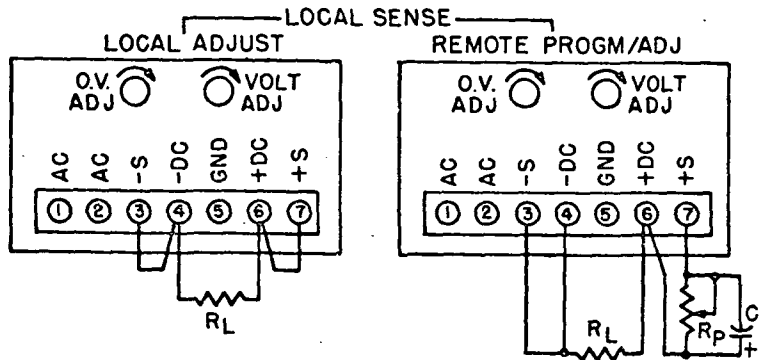 LOCAL SENSE
LOCAL ADJUST
O.V. ADJ
VOLT ADJ
AC AC -S -DC GND +DC +S
1 2 3 4 5 6 7
RL
REMOTE PROGM/ADJ
O.V. ADJ
VOLT ADJ
AC AC -S -DC GND +DC +S
1 2 3 4 5 6 7
RL
RP
C
+